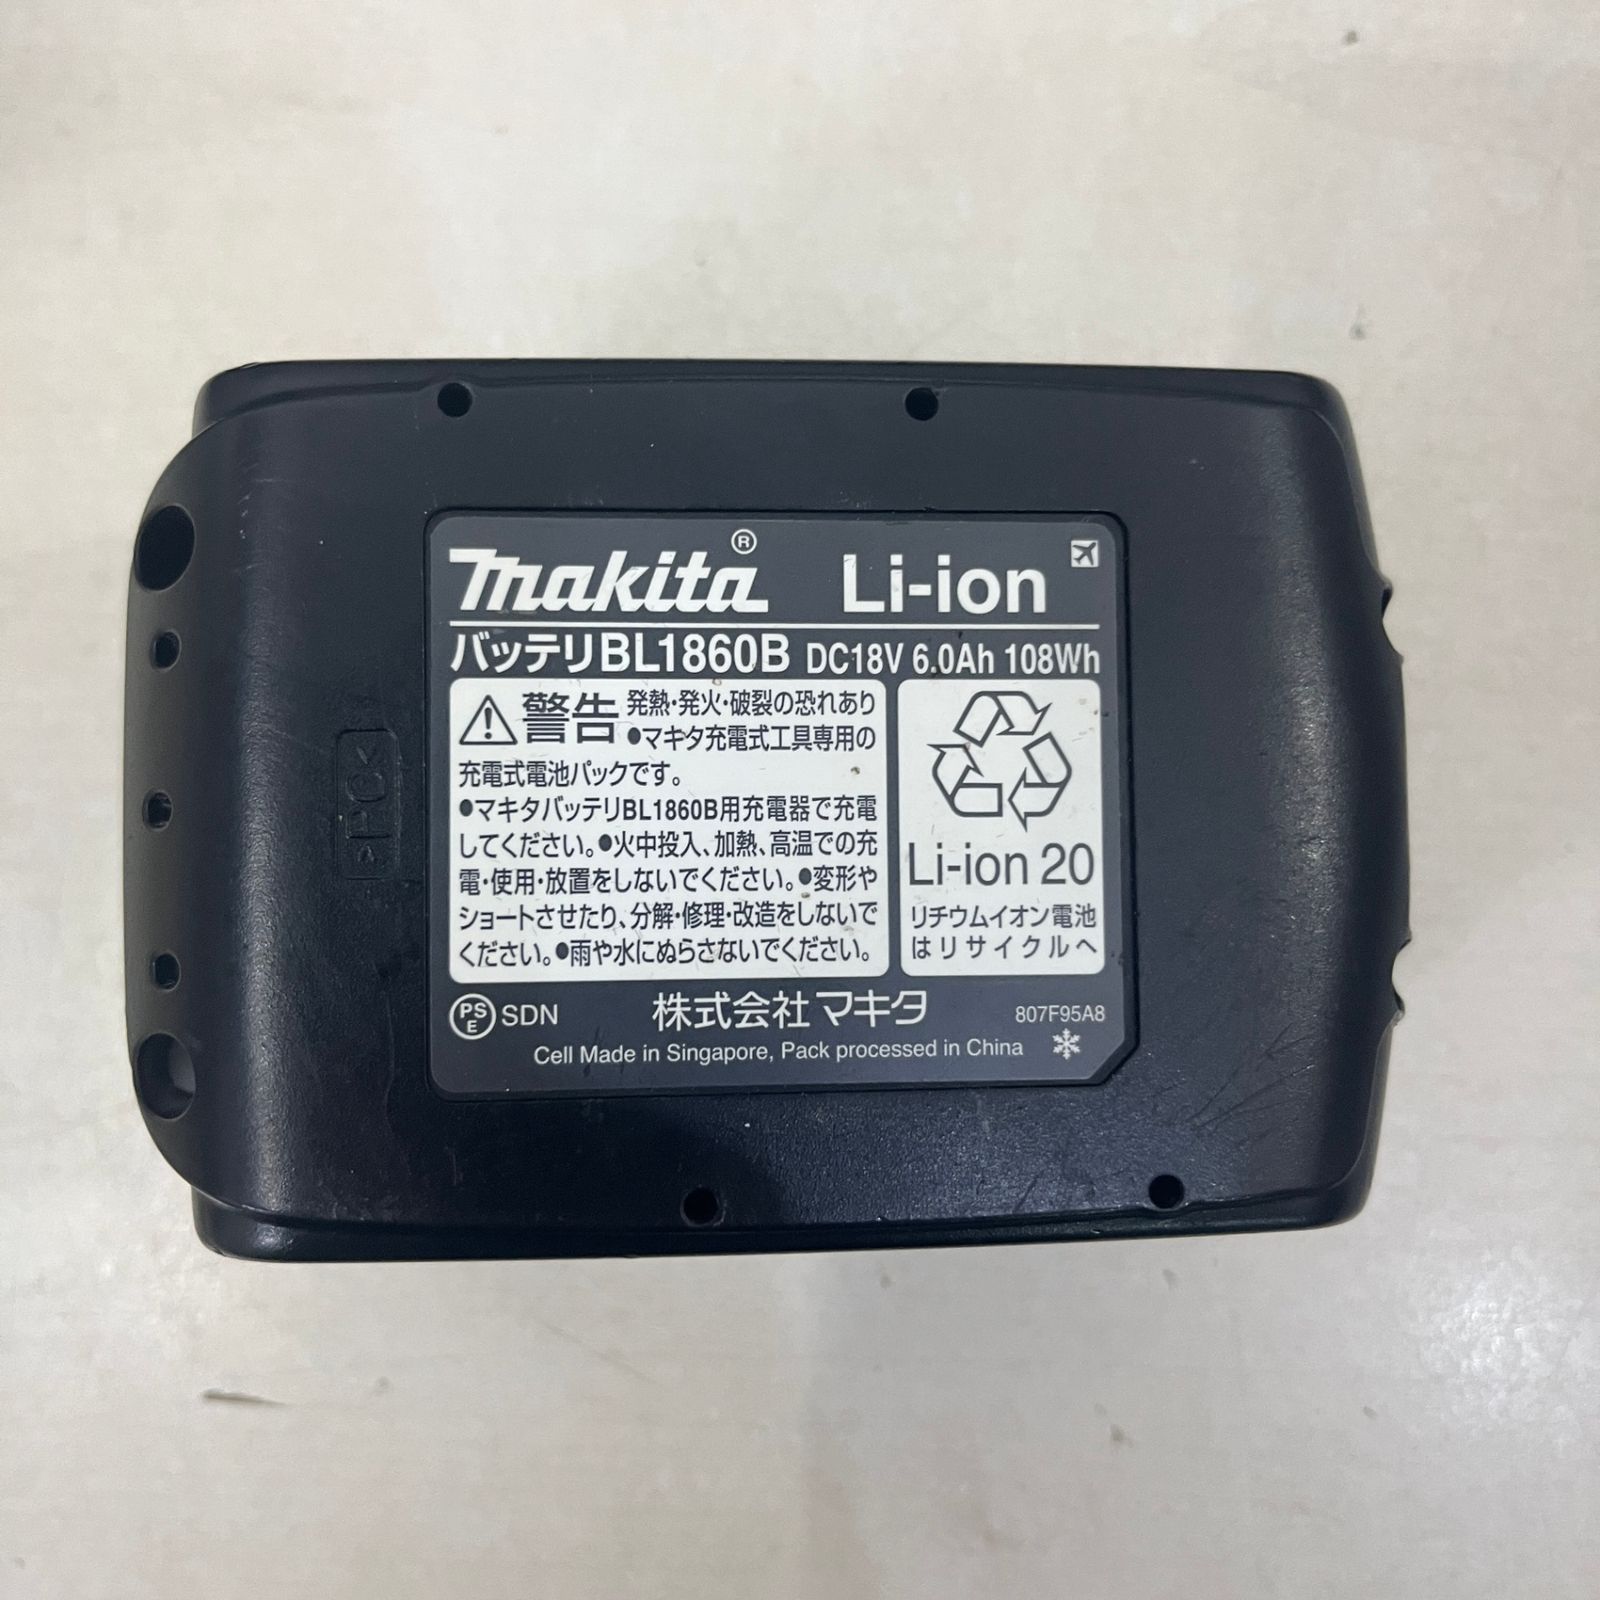 makita® Li-ion
バッテリBL1860B DC18V 6.0Ah 108Wh
警告 発熱・発火・破裂の恐れあり
●マキタ充電式工具専用の
充電式電池パックです。
●マキタバッテリBL1860B用充電器で充電
してください。●火中投入、加熱、高温での充
電・使用・放置をしないでください。●変形や
ショートさせたり、分解・修理・改造をしないで
ください。●雨や水にぬらさないでください。
Li-ion 20
リチウムイオン電池
はリサイクルへ
PS
E
SDN 株式会社マキタ 807F95A8
Cell Made in Singapore, Pack processed in China
>PC<